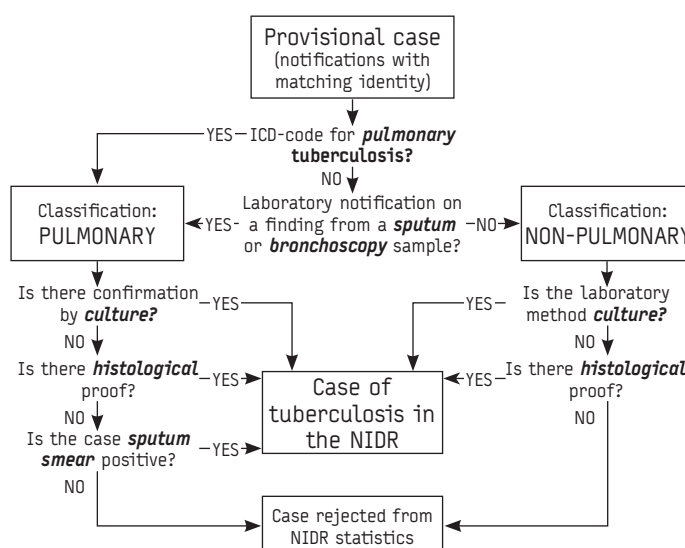 Provisional case
(notifications with
matching identity)
YES
ICD-code for pulmonary
tuberculosis?
NO
Laboratory notification on
a finding from a sputum
or bronchoscopy sample?
YES
NO
Classification:
PULMONARY
Classification:
NON-PULMONARY
Is there confirmation
by culture?
YES
NO
Is there histological
proof?
YES
NO
Is the case sputum
smear positive?
YES
NO
Is the laboratory
method culture?
YES
NO
Is there histological
proof?
YES
NO
Case of
tuberculosis in
the NIDR
Case rejected from
NIDR statistics